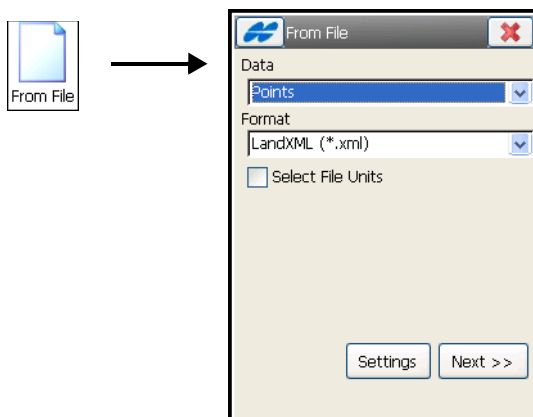 From File
From File
Data
Points
Format
LandXML (*.xml)
Select File Units
Settings
Next >>